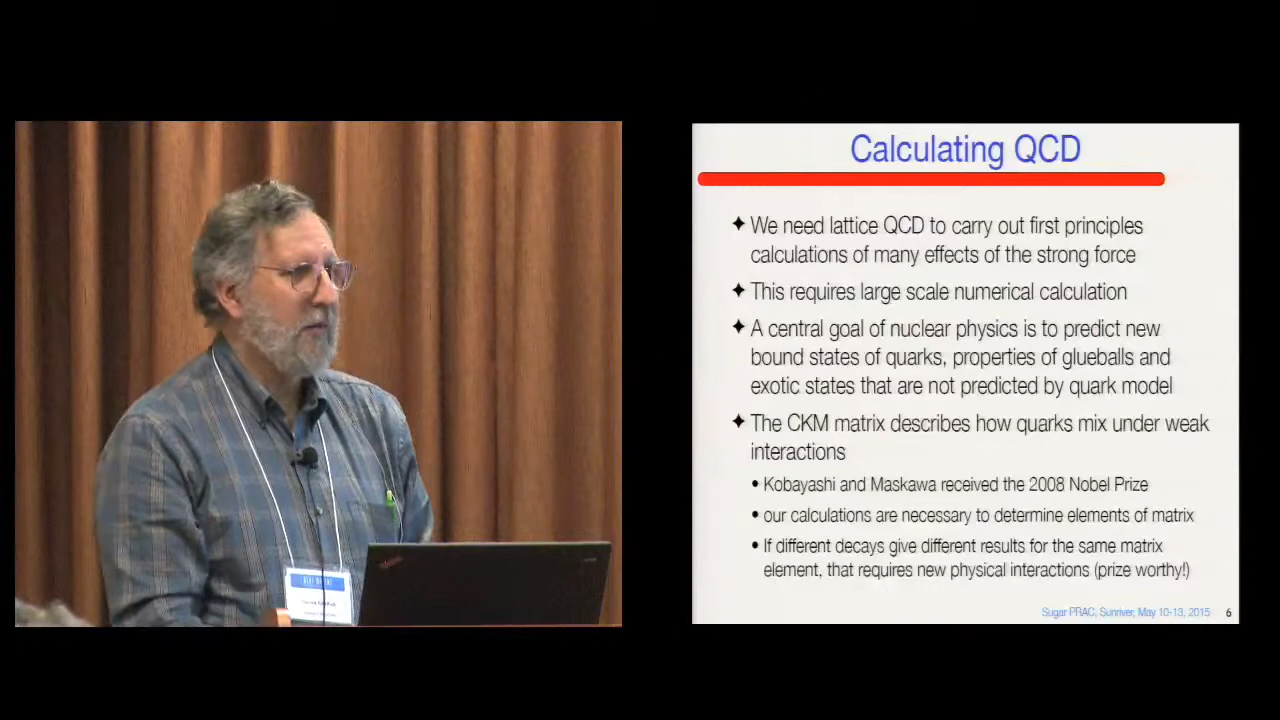 Calculating QCD
✦ We need lattice QCD to carry out first principles
calculations of many effects of the strong force
✦ This requires large scale numerical calculation
✦ A central goal of nuclear physics is to predict new
bound states of quarks, properties of glueballs and
exotic states that are not predicted by quark model
✦ The CKM matrix describes how quarks mix under weak
interactions
• Kobayashi and Maskawa received the 2008 Nobel Prize
• our calculations are necessary to determine elements of matrix
• If different decays give different results for the same matrix
element, that requires new physical interactions (prize worthy!)
Sugar PRAC, Sunriver, May 10-13, 2015 6